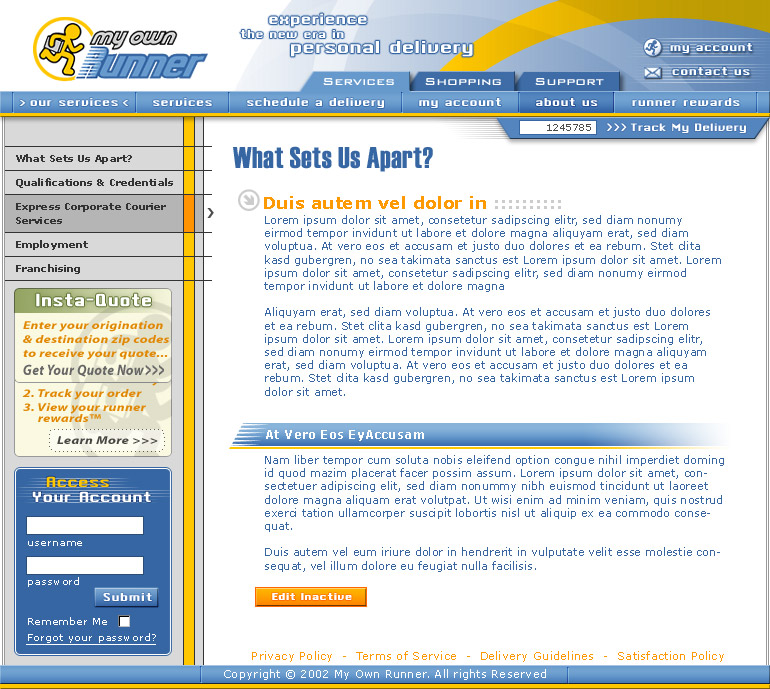 my own
Runner
experience
the new era in
personal delivery
my account
contact us
Services
Shopping
Support
> our services <
services
schedule a delivery
my account
about us
runner rewards
1245785
>>> Track My Delivery
What Sets Us Apart?
Qualifications & Credentials
Express Corporate Courier
Services
Employment
Franchising
Insta-Quote
Enter your origination
& destination zip codes
to receive your quote...
Get Your Quote Now>>>
2. Track your order
3. View your runner
rewards™
Learn More >>>
Access
Your Account
username
password
Submit
Remember Me
Forgot your password?
What Sets Us Apart?
Duis autem vel dolor in
Lorem ipsum dolor sit amet, consetetur sadipscing elitr, sed diam nonumy
eirmod tempor invidunt ut labore et dolore magna aliquyam erat, sed diam
voluptua. At vero eos et accusam et justo duo dolores et ea rebum. Stet clita
kasd gubergren, no sea takimata sanctus est Lorem ipsum dolor sit amet. Lorem
ipsum dolor sit amet, consetetur sadipscing elitr, sed diam nonumy eirmod
tempor invidunt ut labore et dolore magna
Aliquyam erat, sed diam voluptua. At vero eos et accusam et justo duo dolores
et ea rebum. Stet clita kasd gubergren, no sea takimata sanctus est Lorem
ipsum dolor sit amet. Lorem ipsum dolor sit amet, consetetur sadipscing elitr,
sed diam nonumy eirmod tempor invidunt ut labore et dolore magna aliquyam
erat, sed diam voluptua. At vero eos et accusam et justo duo dolores et ea
rebum. Stet clita kasd gubergren, no sea takimata sanctus est Lorem ipsum
dolor sit amet.
At Vero Eos EyAccusam
Nam liber tempor cum soluta nobis eleifend option congue nihil imperdiet doming
id quod mazim placerat facer possim assum. Lorem ipsum dolor sit amet, con-
sectetuer adipiscing elit, sed diam nonummy nibh euismod tincidunt ut laoreet
dolore magna aliquam erat volutpat. Ut wisi enim ad minim veniam, quis nostrud
exerci tation ullamcorper suscipit lobortis nisl ut aliquip ex ea commodo conse-
quat.
Duis autem vel eum iriure dolor in hendrerit in vulputate velit esse molestie con-
sequat, vel illum dolore eu feugiat nulla facilisis.
Edit Inactive
Privacy Policy - Terms of Service - Delivery Guidelines - Satisfaction Policy
Copyright © 2002 My Own Runner. All rights Reserved